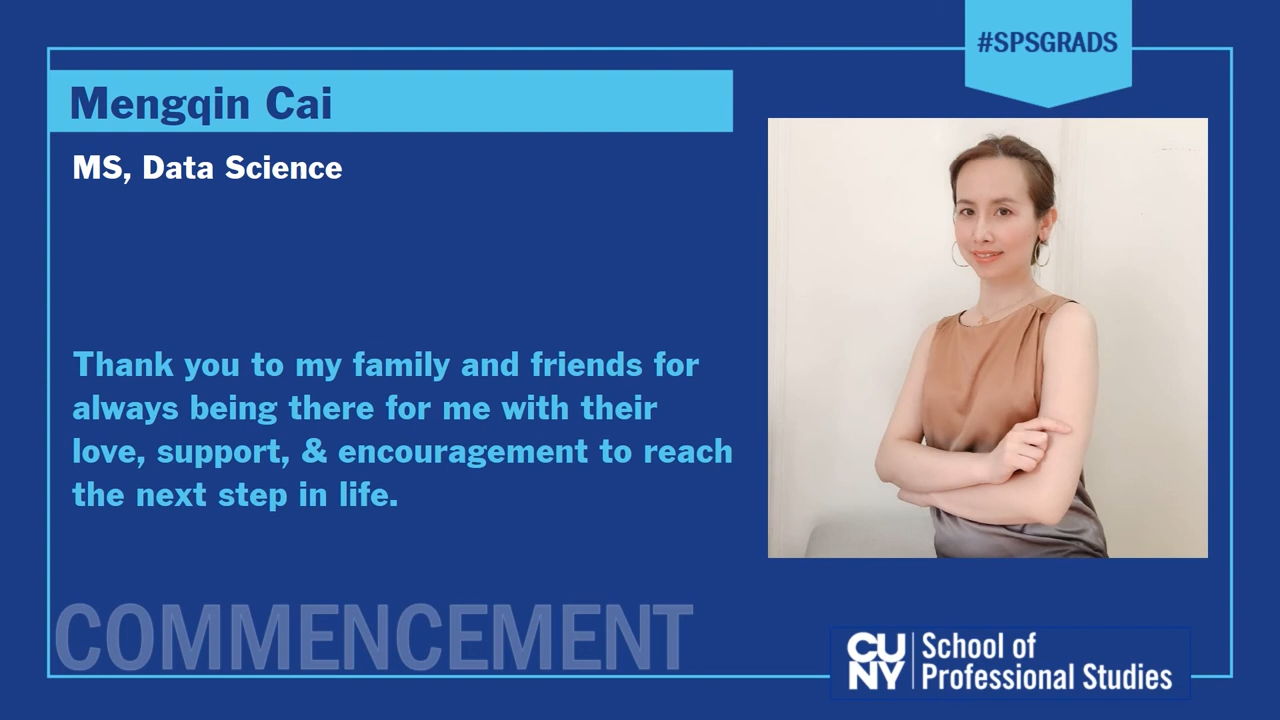 #SPSGRADS
Mengqin Cai
MS, Data Science
Thank you to my family and friends for
always being there for me with their
love, support, & encouragement to reach
the next step in life.
COMMENCEMENT
CU
NY
School of
Professional Studies